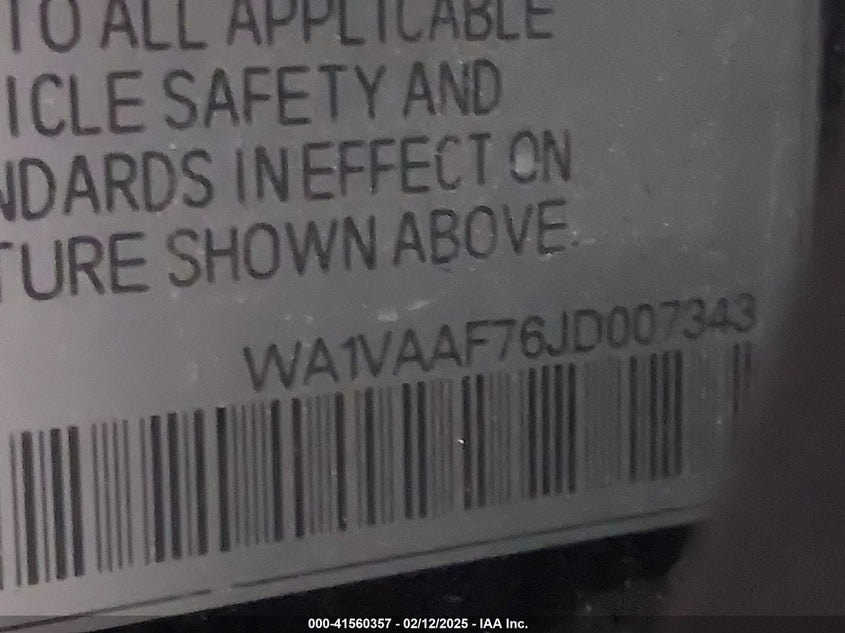 TO ALL APPLICABLE
ICLE SAFETY AND
NDARDS IN EFFECT ON
TURE SHOWN ABOVE.
WA1VAAF76JD007343
000-41560357 - 02/12/2025 - IAA Inc.